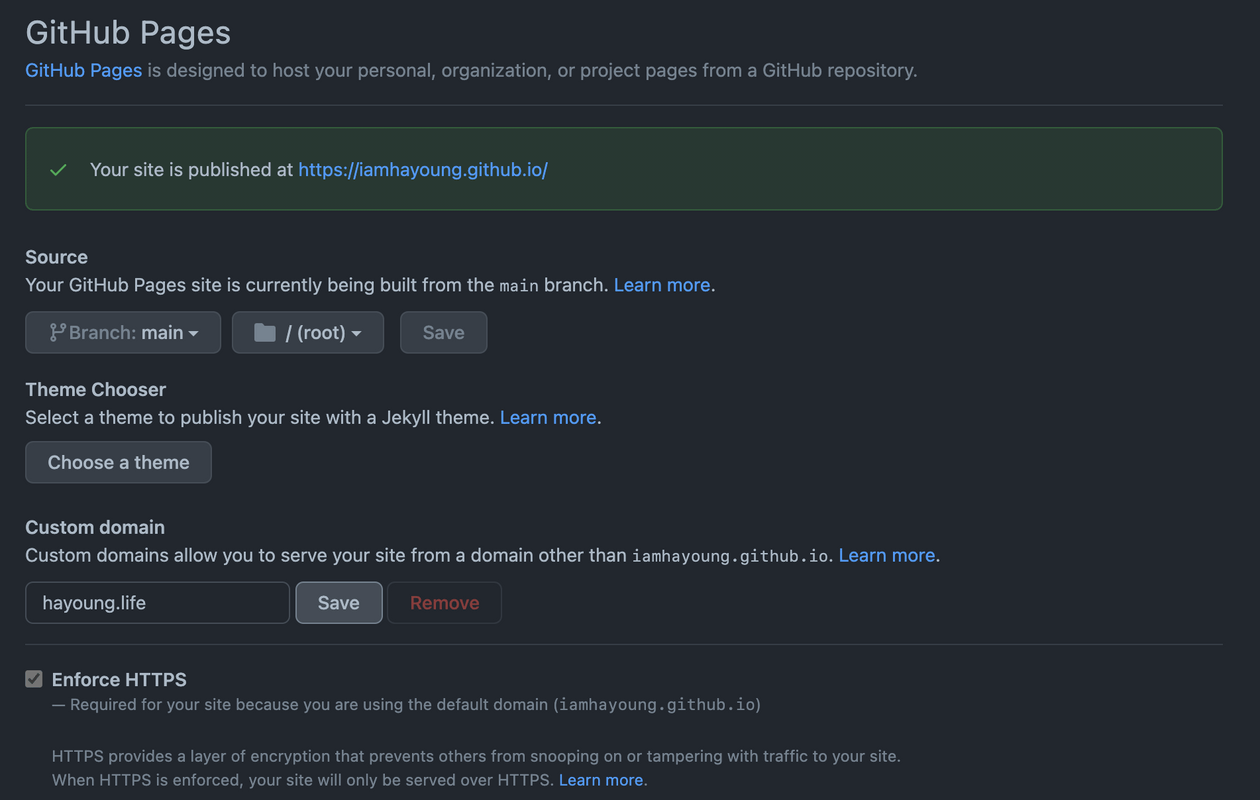 GitHub Pages
GitHub Pages is designed to host your personal, organization, or project pages from a GitHub repository.
Your site is published at https://iamhayoung.github.io/
Source
Your GitHub Pages site is currently being built from the main branch. Learn more.
Branch: main / (root) Save
Theme Chooser
Select a theme to publish your site with a Jekyll theme. Learn more.
Choose a theme
Custom domain
Custom domains allow you to serve your site from a domain other than iamhayoung.github.io. Learn more.
hayoung.life Save Remove
Enforce HTTPS
— Required for your site because you are using the default domain (iamhayoung.github.io)
HTTPS provides a layer of encryption that prevents others from snooping on or tampering with traffic to your site.
When HTTPS is enforced, your site will only be served over HTTPS. Learn more.